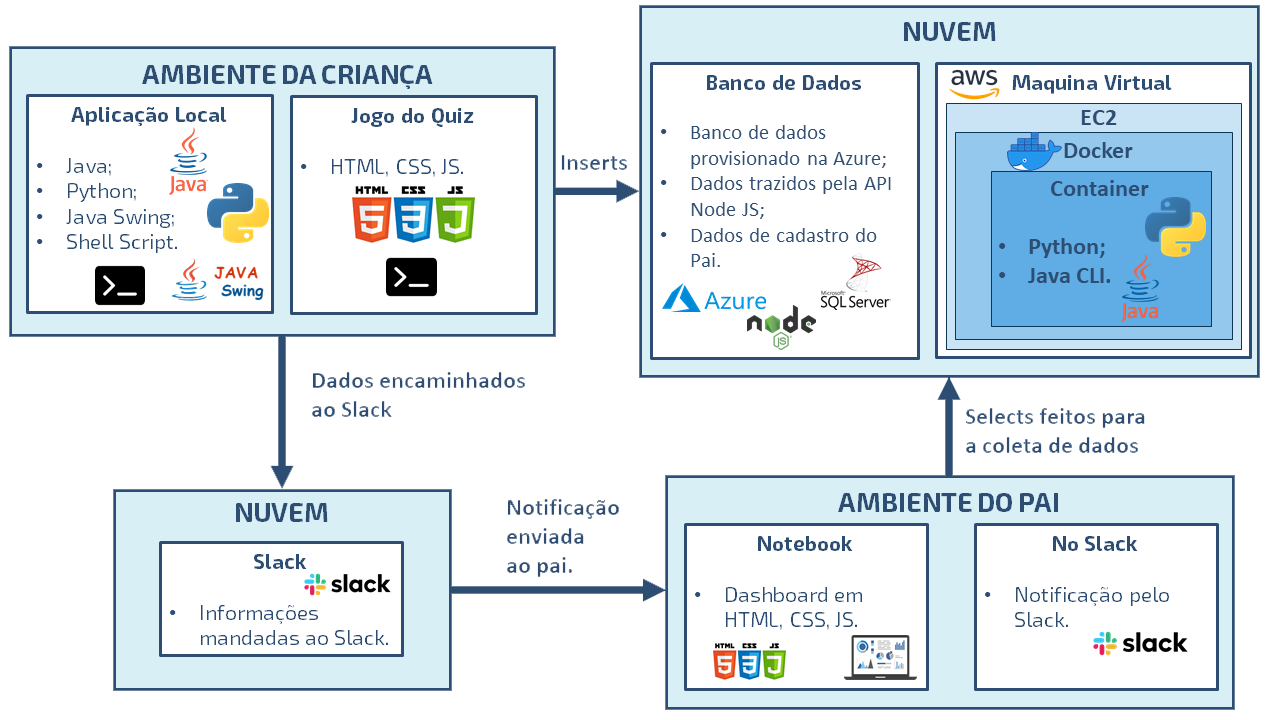 AMBIENTE DA CRIANÇA
Aplicação Local
• Java;
• Python;
• Java Swing;
• Shell Script.
Java
JAVA
Swing
Jogo do Quiz
• HTML, CSS, JS.
HTML CSS JS
Inserts
NUVEM
Banco de Dados
• Banco de dados
provisionado na Azure;
• Dados trazidos pela API
Node JS;
• Dados de cadastro do
Pai.
Azure
node
JS
Microsoft
SQL Server
aws
Maquina Virtual
EC2
Docker
Container
• Python;
• Java CLI.
Java
Dados encaminhados
ao Slack
Selects feitos para
a coleta de dados
NUVEM
Slack
slack
• Informações
mandadas ao Slack.
Notificação
enviada
ao pai.
AMBIENTE DO PAI
Notebook
• Dashboard em
HTML, CSS, JS.
HTML CSS JS
No Slack
• Notificação pelo
Slack.
slack